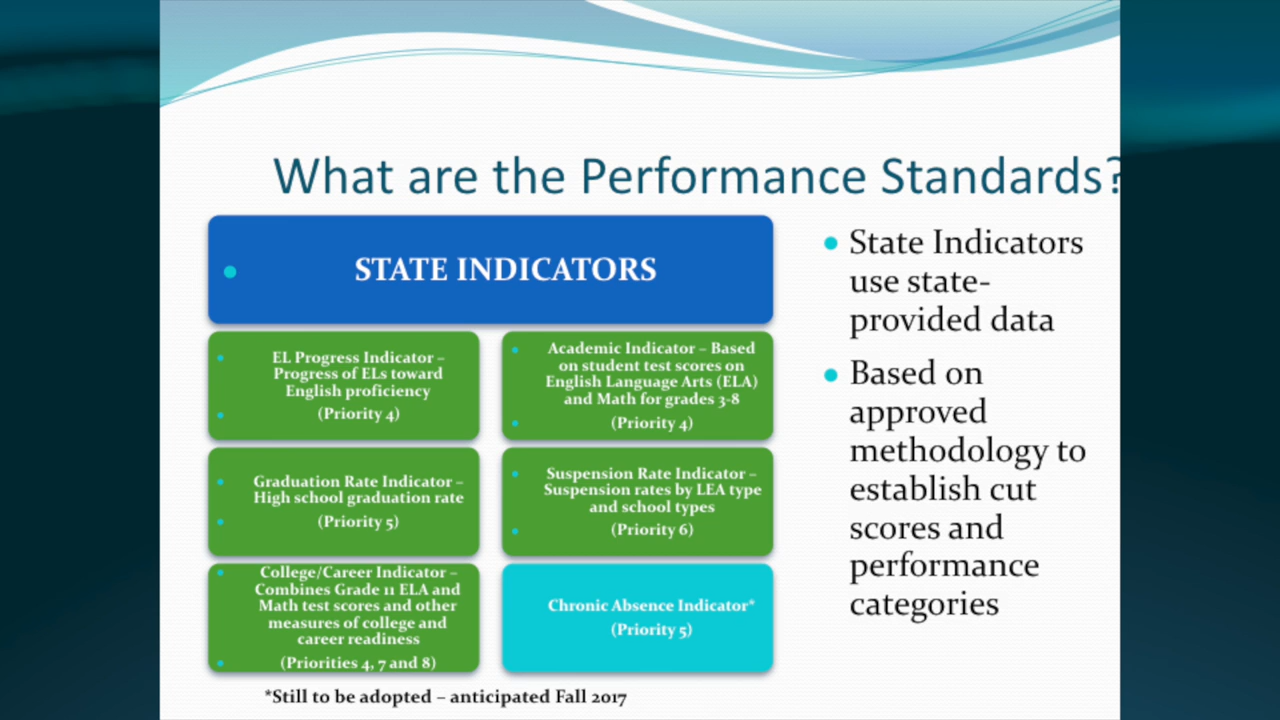 What are the Performance Standards?
STATE INDICATORS
EL Progress Indicator –
Progress of ELs toward
English proficiency
(Priority 4)
Academic Indicator – Based
on student test scores on
English Language Arts (ELA)
and Math for grades 3-8
(Priority 4)
Graduation Rate Indicator –
High school graduation rate
(Priority 5)
Suspension Rate Indicator –
Suspension rates by LEA type
and school types
(Priority 6)
College/Career Indicator –
Combines Grade 11 ELA and
Math test scores and other
measures of college and
career readiness
(Priorities 4, 7 and 8)
Chronic Absence Indicator*
(Priority 5)
*Still to be adopted – anticipated Fall 2017
State Indicators
use state-
provided data
Based on
approved
methodology to
establish cut
scores and
performance
categories